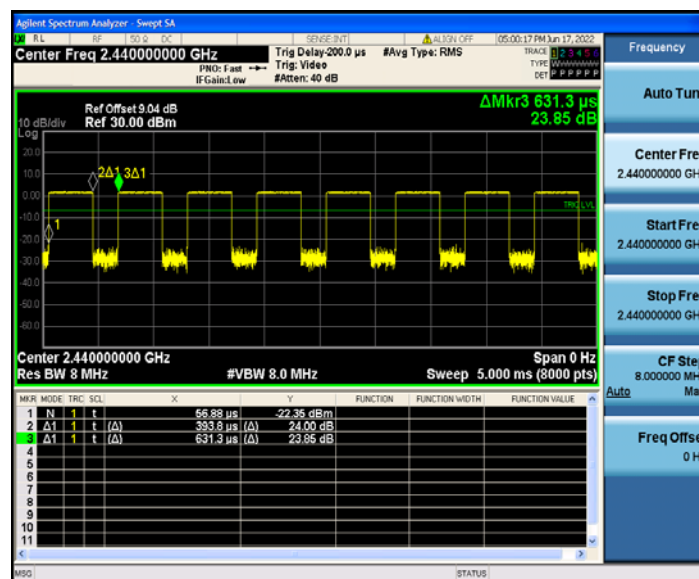 Agilent Spectrum Analyzer - Swept SA
RL RF 50 Ω DC SENSE:INT ALIGN OFF 05:00:17 PM Jun 17, 2022
Center Freq 2.440000000 GHz
PNO: Fast
IFGain:Low
Trig Delay-200.0 µs
Trig: Video
#Atten: 40 dB
#Avg Type: RMS
TRACE 1 2 3 4 5 6
TYPE W
DET P P P P P P
ΔMkr3 631.3 µs
23.85 dB
Ref Offset 9.04 dB
10 dB/div Ref 30.00 dBm
Log
20.0
10.0
0.00
-10.0
-20.0
-30.0
-40.0
-50.0
-60.0
2Δ1 3Δ1
1
TRIG LVL
Center 2.440000000 GHz Span 0 Hz
Res BW 8 MHz #VBW 8.0 MHz Sweep 5.000 ms (8000 pts)
MKR MODE TRC SCL X Y FUNCTION FUNCTION WIDTH FUNCTION VALUE
1 N 1 t 56.88 µs -22.35 dBm
2 Δ1 1 t (Δ) 393.8 µs (Δ) 24.00 dB
3 Δ1 1 t (Δ) 631.3 µs (Δ) 23.85 dB
4
5
6
7
8
9
10
11
MSG STATUS
Frequency
Auto Tun
Center Fre
2.440000000 GH
Start Fre
2.440000000 GH
Stop Fre
2.440000000 GH
CF Ste
8.000000 MH
Auto Ma
Freq Offse
0 H